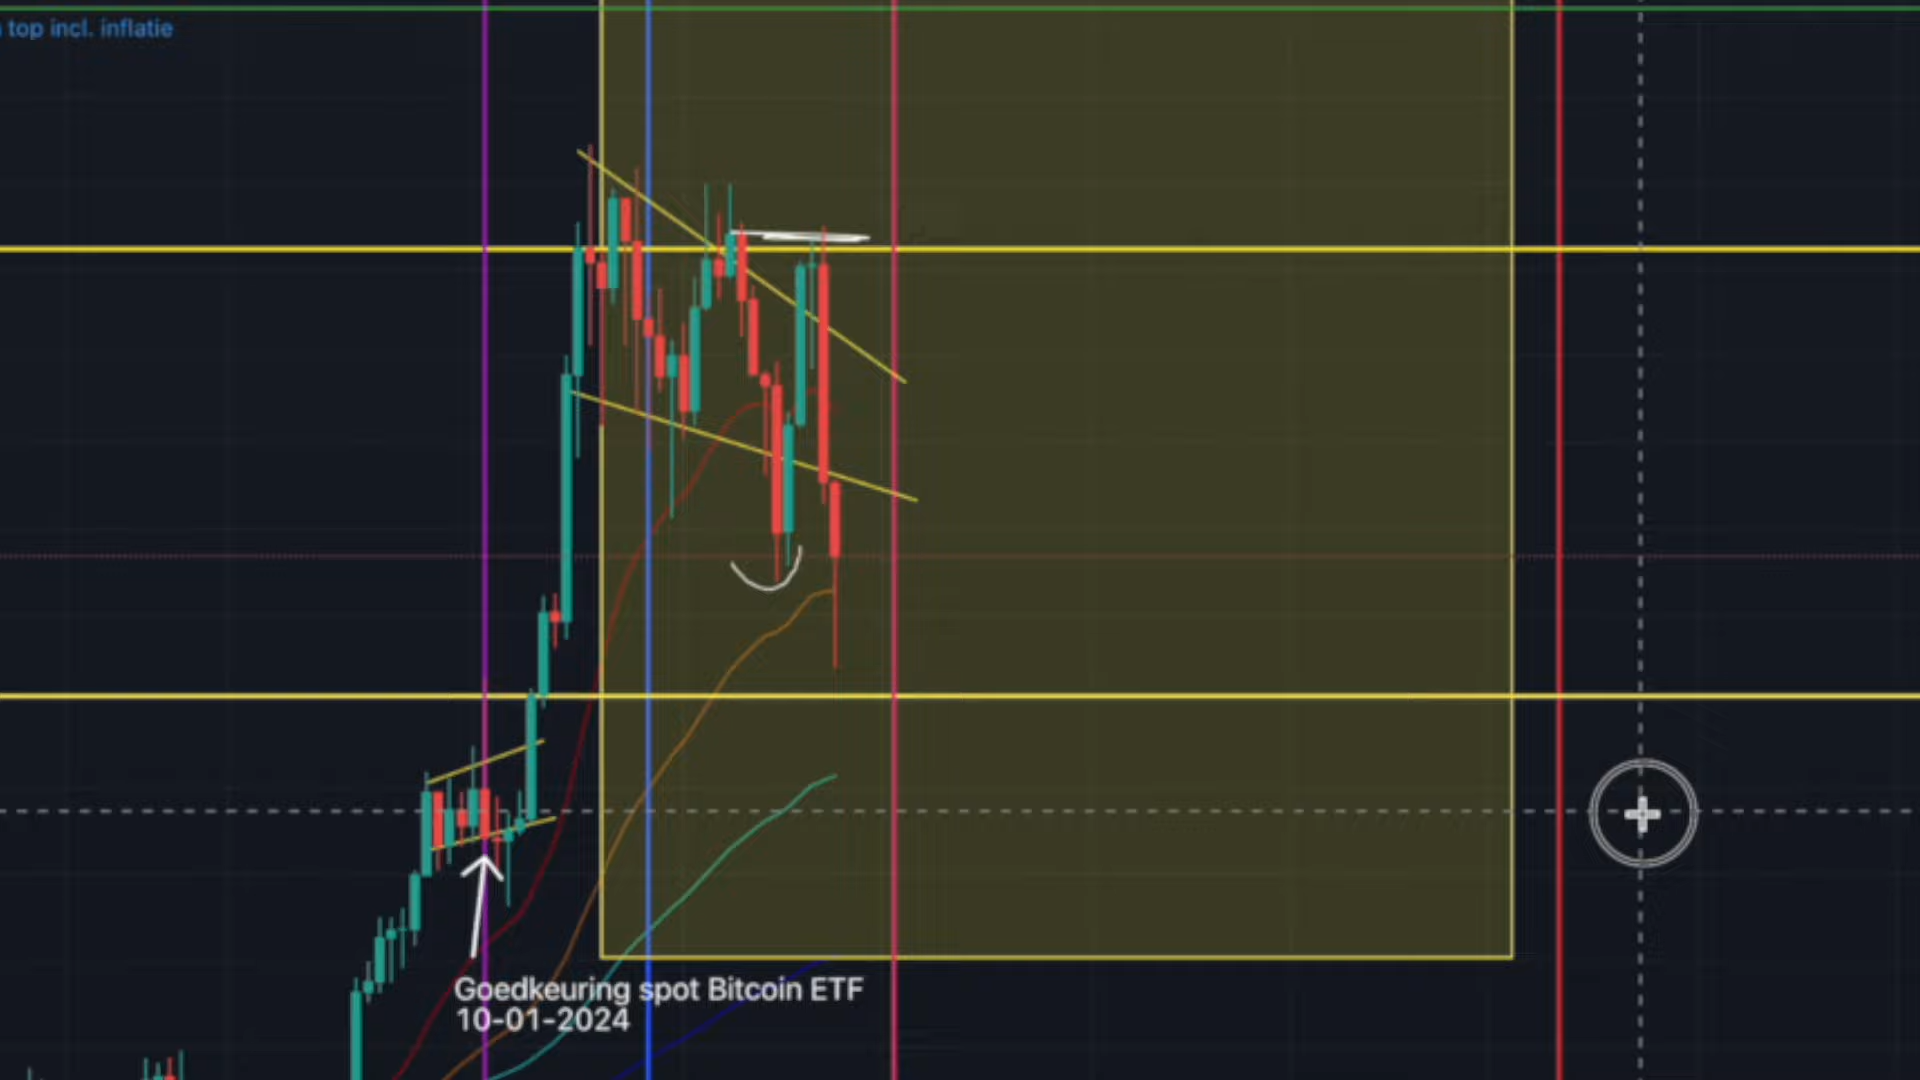 top incl. inflatie
Goedkeuring spot Bitcoin ETF
10-01-2024